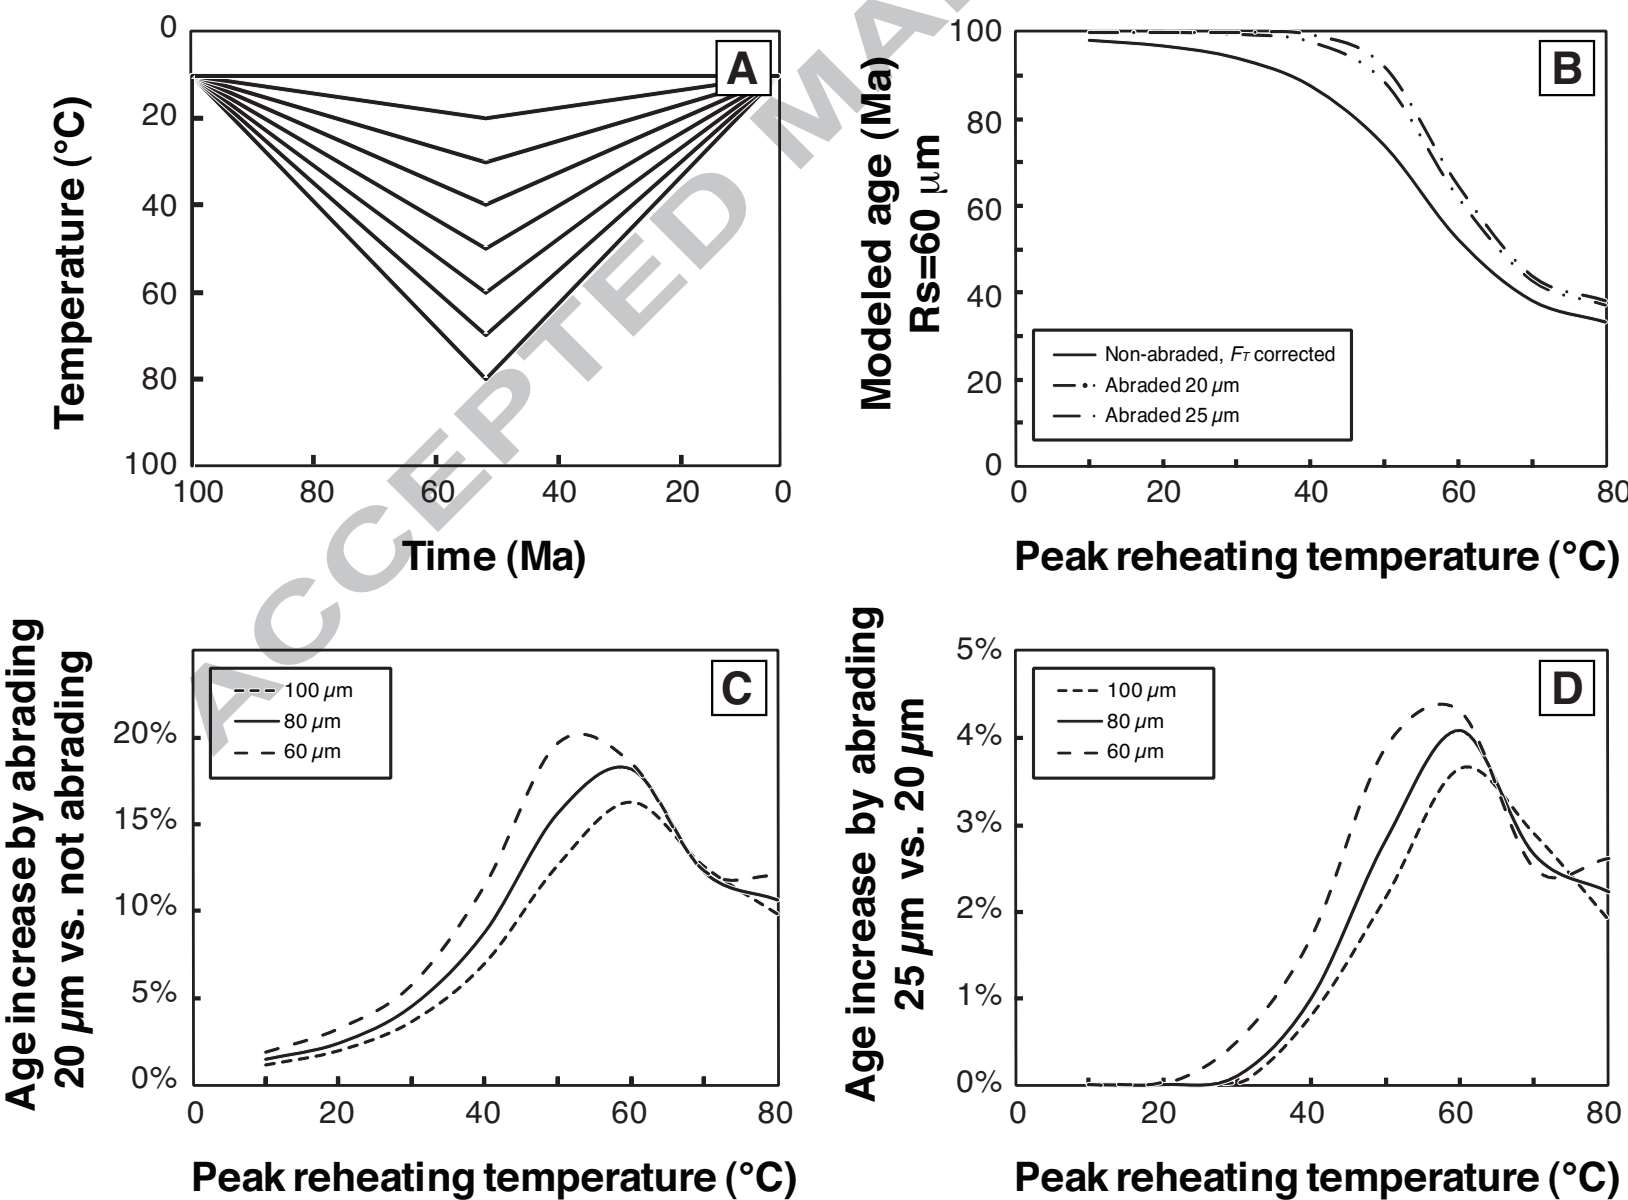 A
Temperature (°C)
0
20
40
60
80
100
100 80 60 40 20 0
Time (Ma)
B
Modeled age (Ma)
Rs=60 µm
100
80
60
40
20
0
Non-abraded, FT corrected
Abraded 20 µm
Abraded 25 µm
0 20 40 60 80
Peak reheating temperature (°C)
C
Age increase by abrading
20 µm vs. not abrading
20%
15%
10%
5%
0%
100 µm
80 µm
60 µm
0 20 40 60 80
Peak reheating temperature (°C)
D
Age increase by abrading
25 µm vs. 20 µm
5%
4%
3%
2%
1%
0%
100 µm
80 µm
60 µm
0 20 40 60 80
Peak reheating temperature (°C)
ACCEPTED MA